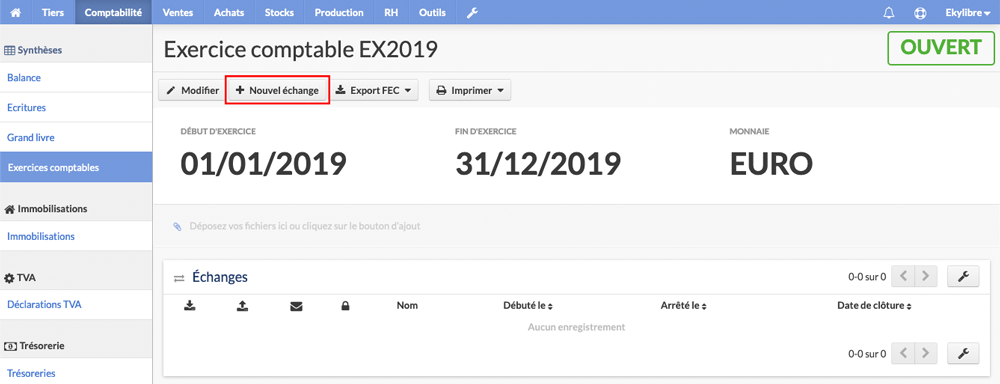 Tiers Comptabilité Ventes Achats Stocks Production RH Outils Ekylibre
Synthèses
Balance
Ecritures
Grand livre
Exercices comptables
Immobilisations
Immobilisations
TVA
Déclarations TVA
Trésorerie
Trésoreries
Exercice comptable EX2019
OUVERT
Modifier Nouvel échange Export FEC Imprimer
DÉBUT D'EXERCICE FIN D'EXERCICE MONNAIE
01/01/2019 31/12/2019 EURO
Déposez vos fichiers ici ou cliquez sur le bouton d'ajout
Échanges 0-0 sur 0
Nom Débuté le Arrêté le Date de clôture
Aucun enregistrement
0-0 sur 0